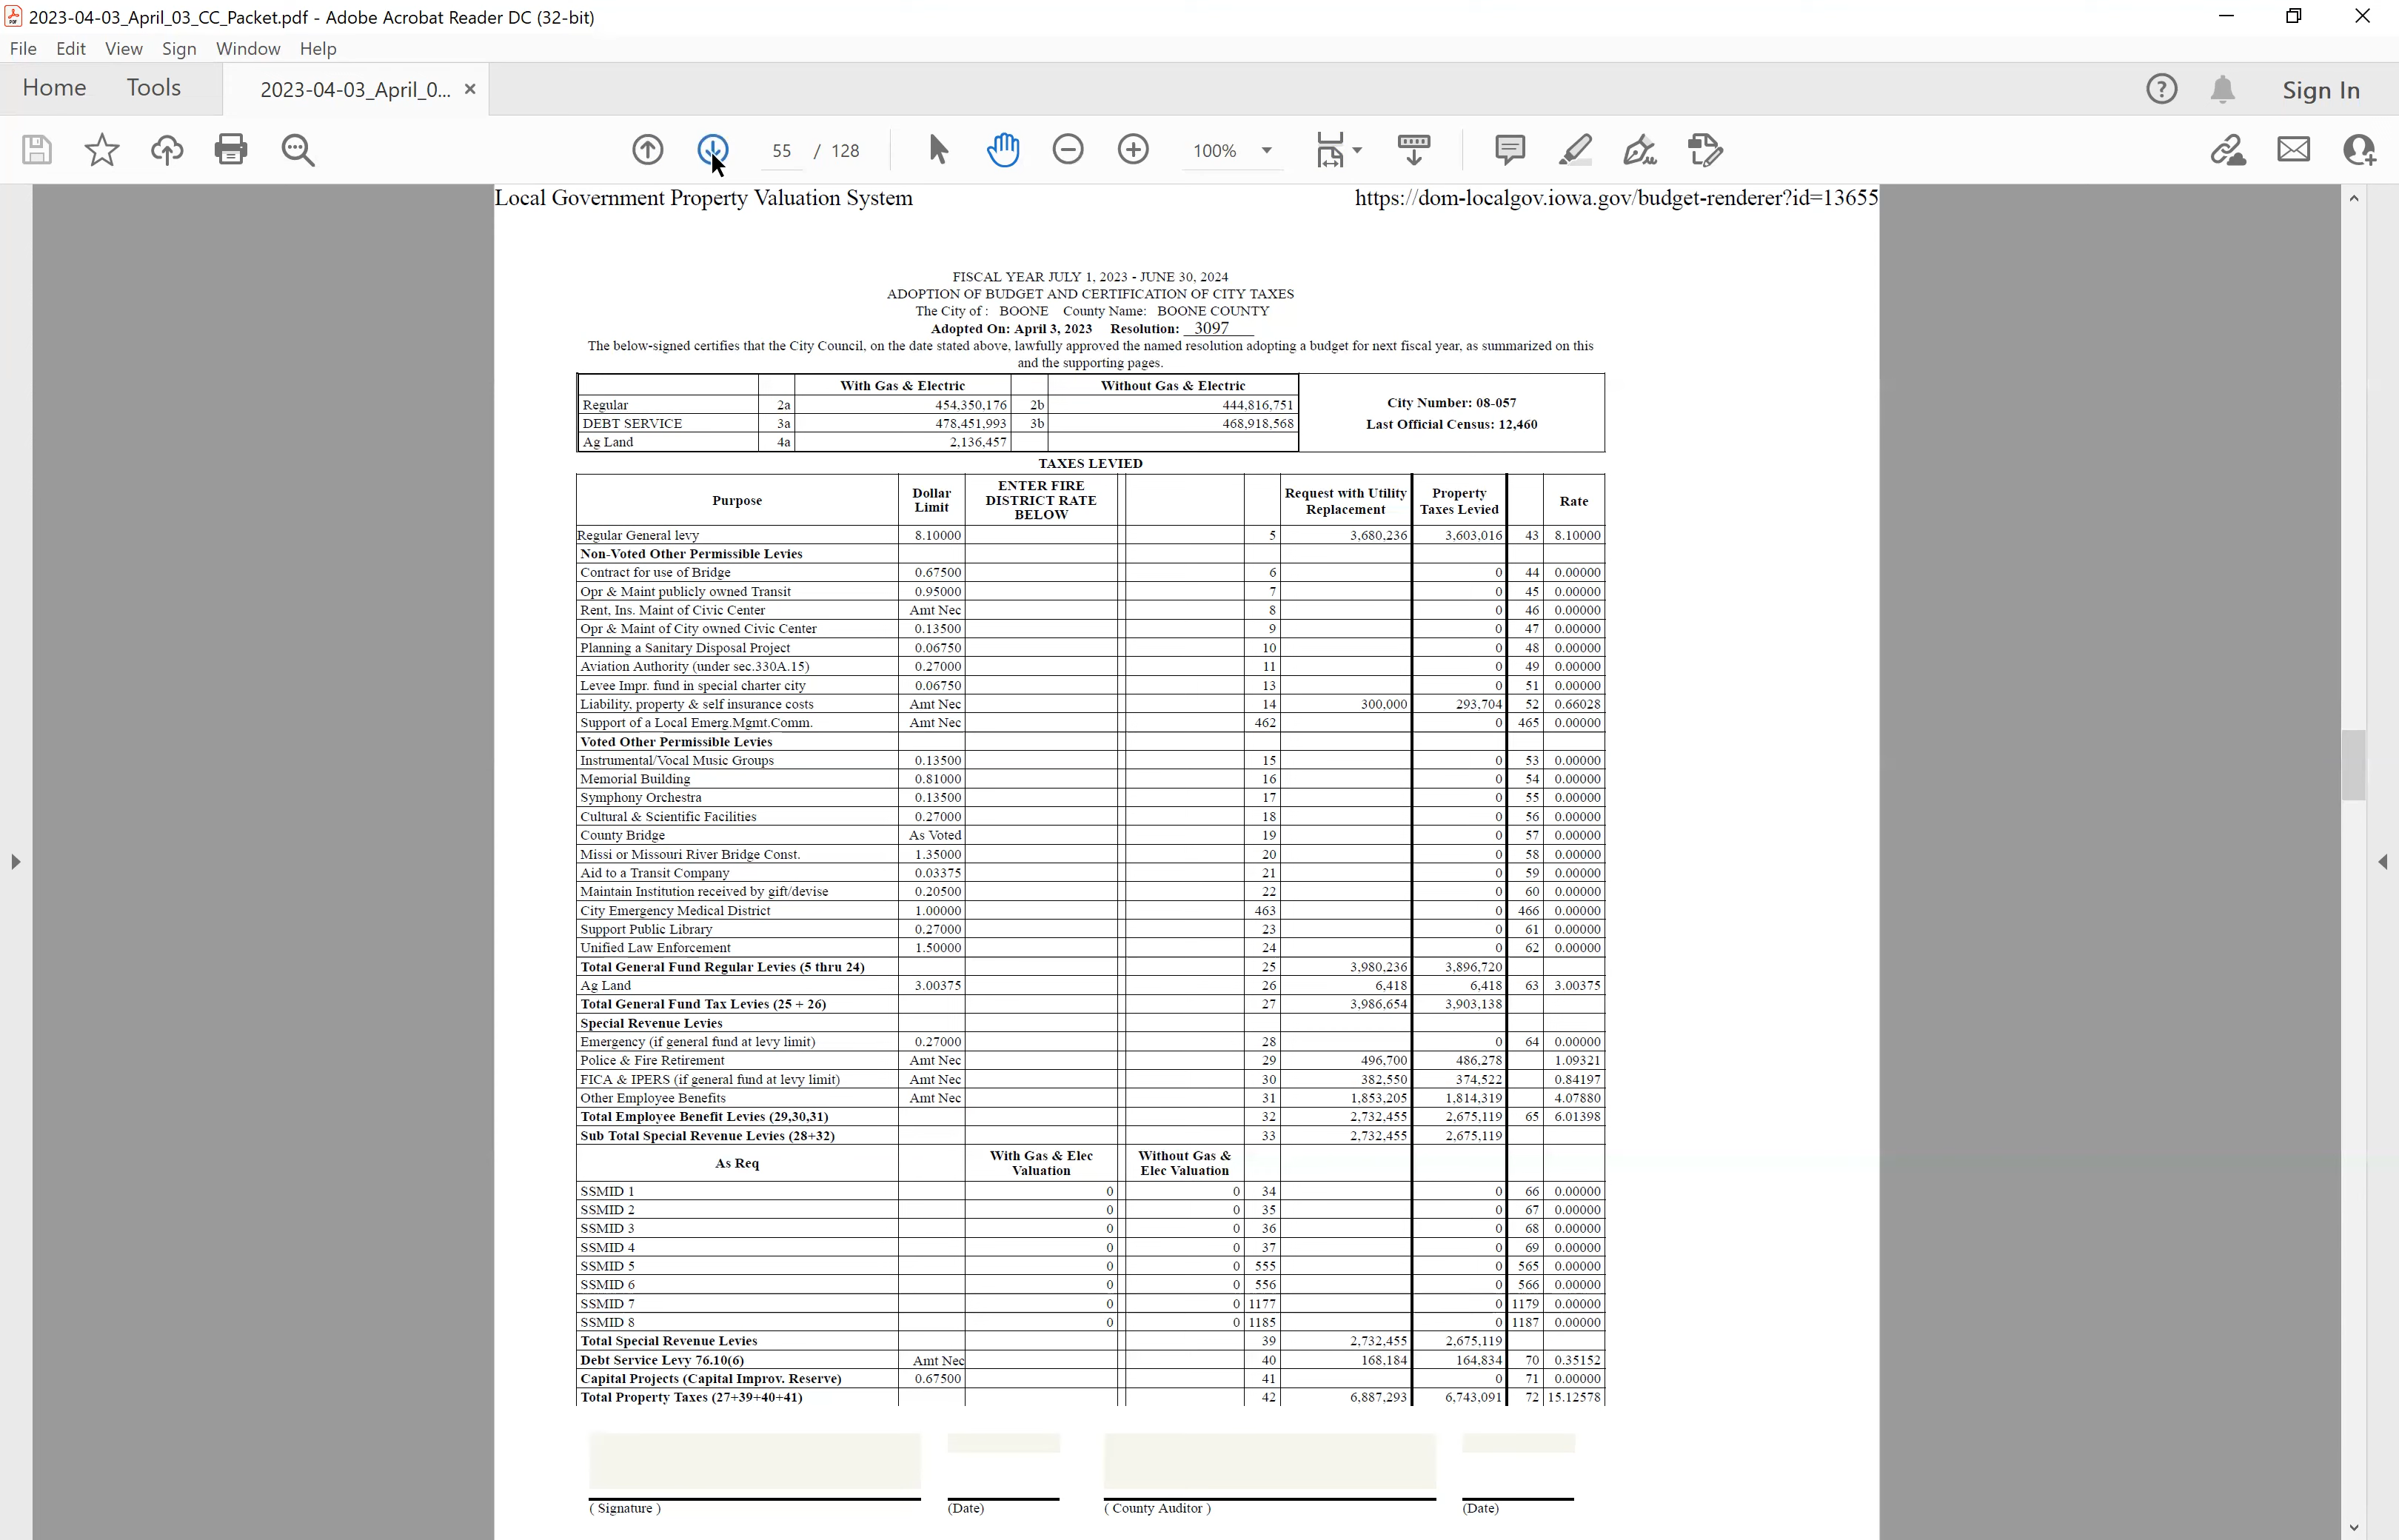 2023-04-03_April_03_CC_Packet.pdf - Adobe Acrobat Reader DC (32-bit)
File Edit View Sign Window Help
Home Tools 2023-04-03_April_0... × Sign In
55 / 128 100%
Local Government Property Valuation System https://dom-localgov.iowa.gov/budget-renderer?id=13655
FISCAL YEAR JULY 1, 2023 - JUNE 30, 2024
ADOPTION OF BUDGET AND CERTIFICATION OF CITY TAXES
The City of : BOONE County Name: BOONE COUNTY
Adopted On: April 3, 2023 Resolution: 3097
The below-signed certifies that the City Council, on the date stated above, lawfully approved the named resolution adopting a budget for next fiscal year, as summarized on this
and the supporting pages.
With Gas & Electric Without Gas & Electric
Regular 2a 454,350,176 2b 444,816,751
DEBT SERVICE 3a 478,451,993 3b 468,918,568
Ag Land 4a 2,136,457
City Number: 08-057
Last Official Census: 12,460
TAXES LEVIED
Purpose Dollar Limit ENTER FIRE DISTRICT RATE BELOW Request with Utility Replacement Property Taxes Levied Rate
Regular General levy 8.10000 5 3,680,236 3,603,016 43 8.10000
Non-Voted Other Permissible Levies
Contract for use of Bridge 0.67500 6 0 44 0.00000
Opr & Maint publicly owned Transit 0.95000 7 0 45 0.00000
Rent, Ins. Maint of Civic Center Amt Nec 8 0 46 0.00000
Opr & Maint of City owned Civic Center 0.13500 9 0 47 0.00000
Planning a Sanitary Disposal Project 0.06750 10 0 48 0.00000
Aviation Authority (under sec.330A.15) 0.27000 11 0 49 0.00000
Levee Impr. fund in special charter city 0.06750 13 0 51 0.00000
Liability, property & self insurance costs Amt Nec 14 300,000 293,704 52 0.66028
Support of a Local Emerg.Mgmt.Comm. Amt Nec 462 0 465 0.00000
Voted Other Permissible Levies
Instrumental/Vocal Music Groups 0.13500 15 0 53 0.00000
Memorial Building 0.81000 16 0 54 0.00000
Symphony Orchestra 0.13500 17 0 55 0.00000
Cultural & Scientific Facilities 0.27000 18 0 56 0.00000
County Bridge As Voted 19 0 57 0.00000
Missi or Missouri River Bridge Const. 1.35000 20 0 58 0.00000
Aid to a Transit Company 0.03375 21 0 59 0.00000
Maintain Institution received by gift/devise 0.20500 22 0 60 0.00000
City Emergency Medical District 1.00000 463 0 466 0.00000
Support Public Library 0.27000 23 0 61 0.00000
Unified Law Enforcement 1.50000 24 0 62 0.00000
Total General Fund Regular Levies (5 thru 24) 25 3,980,236 3,896,720
Ag Land 3.00375 26 6,418 6,418 63 3.00375
Total General Fund Tax Levies (25 + 26) 27 3,986,654 3,903,138
Special Revenue Levies
Emergency (if general fund at levy limit) 0.27000 28 0 64 0.00000
Police & Fire Retirement Amt Nec 29 496,700 486,278 1.09321
FICA & IPERS (if general fund at levy limit) Amt Nec 30 382,550 374,522 0.84197
Other Employee Benefits Amt Nec 31 1,853,205 1,814,319 4.07880
Total Employee Benefit Levies (29,30,31) 32 2,732,455 2,675,119 65 6.01398
Sub Total Special Revenue Levies (28+32) 33 2,732,455 2,675,119
As Req With Gas & Elec Valuation Without Gas & Elec Valuation
SSMID 1 0 0 34 0 66 0.00000
SSMID 2 0 0 35 0 67 0.00000
SSMID 3 0 0 36 0 68 0.00000
SSMID 4 0 0 37 0 69 0.00000
SSMID 5 0 0 555 0 565 0.00000
SSMID 6 0 0 556 0 566 0.00000
SSMID 7 0 0 1177 0 1179 0.00000
SSMID 8 0 0 1185 0 1187 0.00000
Total Special Revenue Levies 39 2,732,455 2,675,119
Debt Service Levy 76.10(6) Amt Nec 40 168,184 164,834 70 0.35152
Capital Projects (Capital Improv. Reserve) 0.67500 41 0 71 0.00000
Total Property Taxes (27+39+40+41) 42 6,887,293 6,743,091 72 15.12578
( Signature ) (Date) ( County Auditor ) (Date)